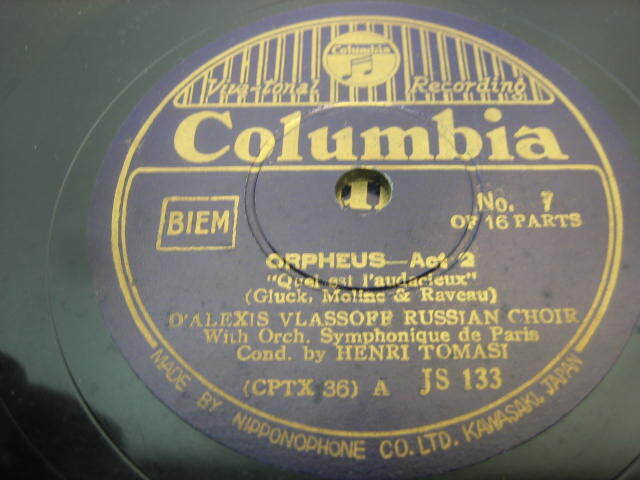 Columbia
Viva-tonal Recording
Columbia
BIEM
No. 7
OF 16 PARTS
ORPHEUS—Act 2
"Quel est l'audacieux"
(Gluck, Moline & Raveau)
D'ALEXIS VLASSOFF RUSSIAN CHOIR
With Orch. Symphonique de Paris
Cond. by HENRI TOMASI
(CPTX 36) A JS 133
MADE BY NIPPONOPHONE CO. LTD. KAWASAKI, JAPAN